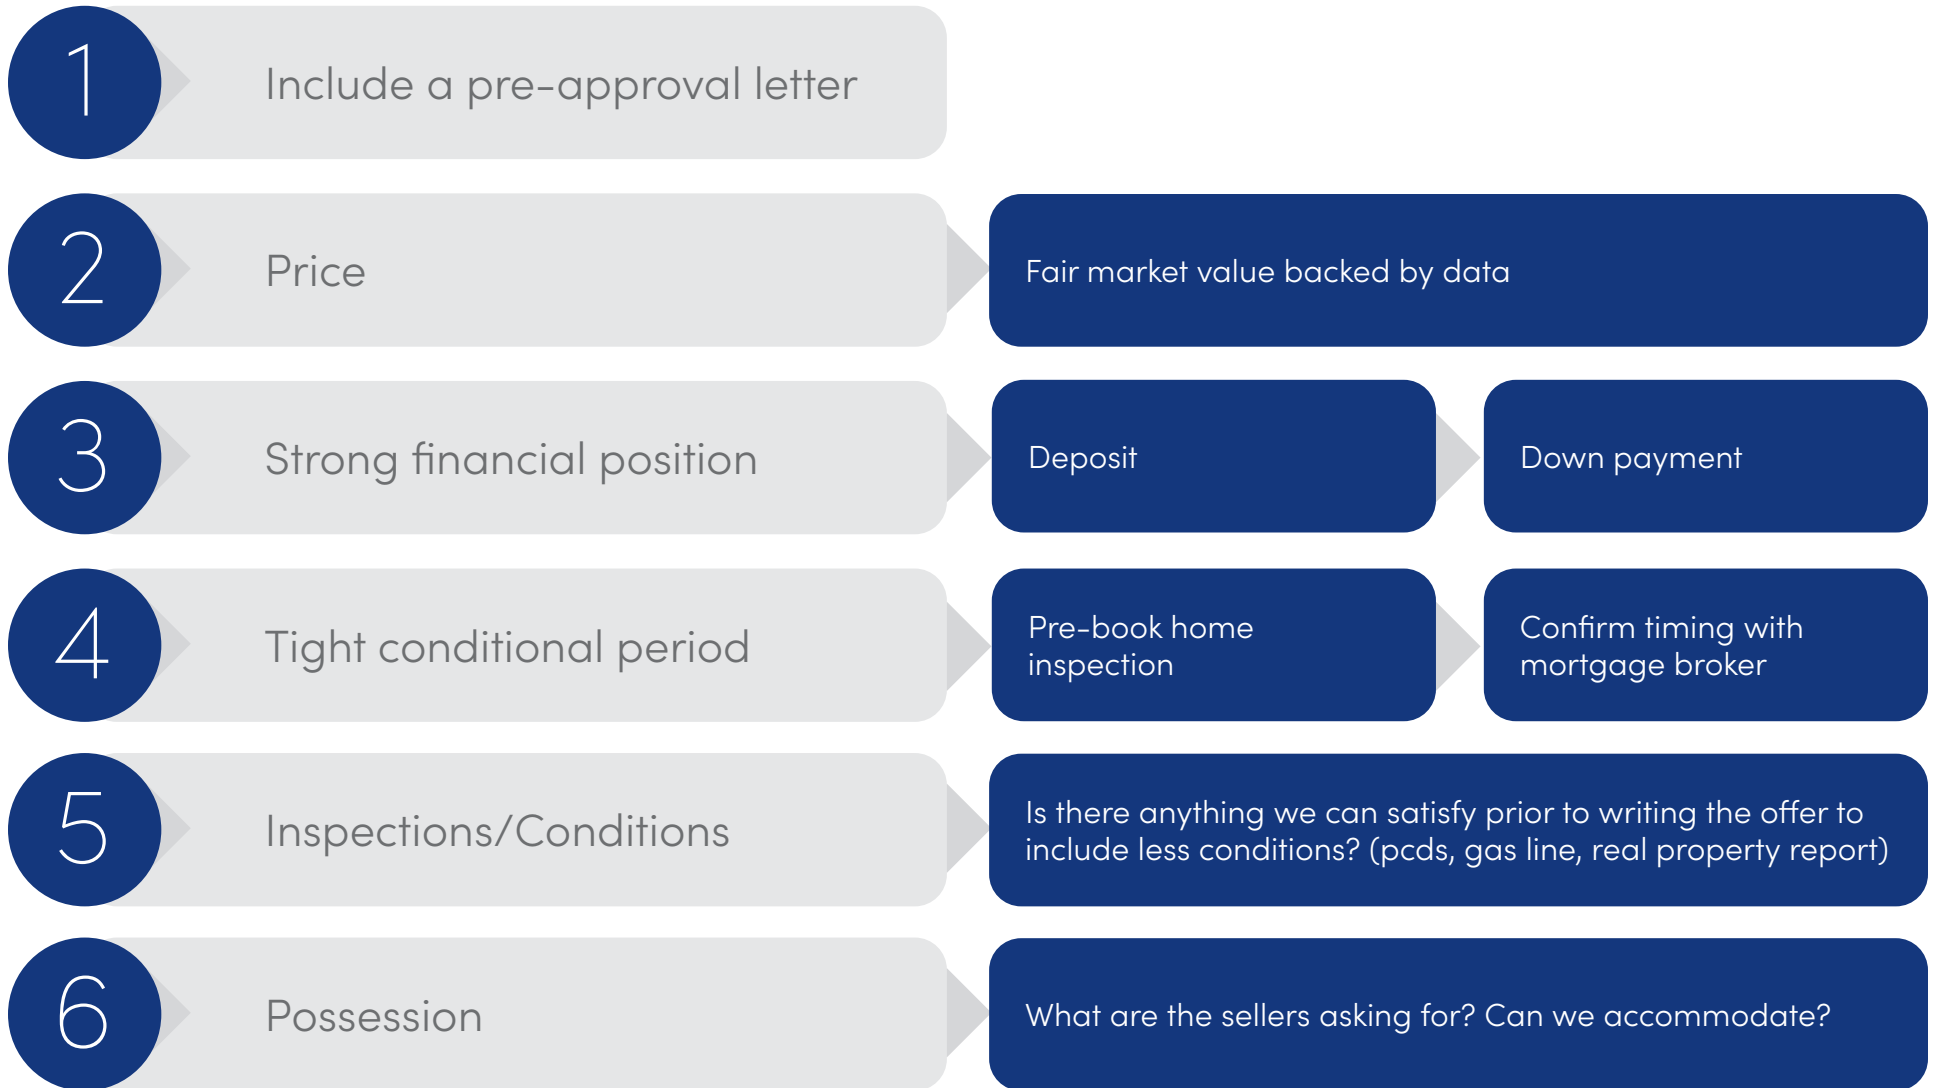 1
Include a pre-approval letter
2
Price
Fair market value backed by data
3
Strong financial position
Deposit
Down payment
4
Tight conditional period
Pre-book home
inspection
Confirm timing with
mortgage broker
5
Inspections/Conditions
Is there anything we can satisfy prior to writing the offer to
include less conditions? (pcds, gas line, real property report)
6
Possession
What are the sellers asking for? Can we accommodate?